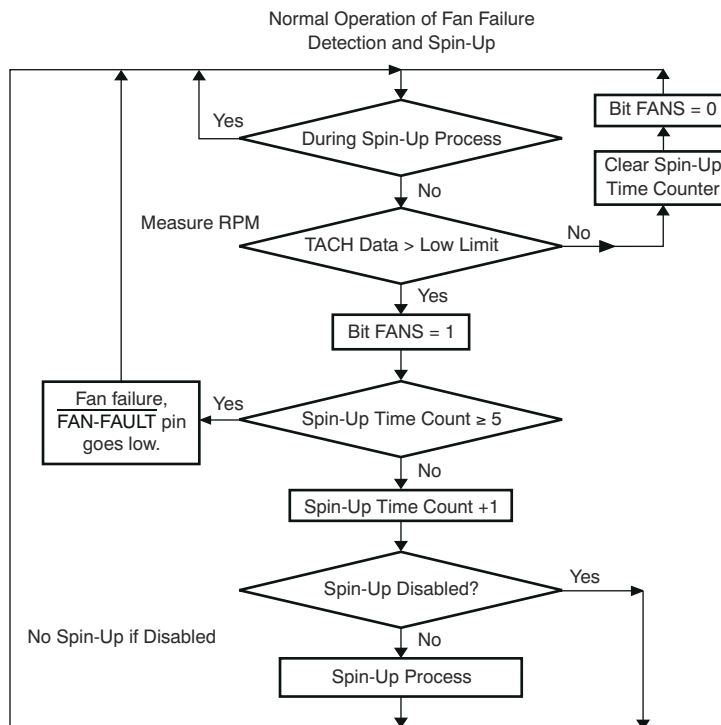 Normal Operation of Fan Failure
Detection and Spin-Up
Bit FANS = 0
Yes
During Spin-Up Process
Clear Spin-Up
Time Counter
No
Measure RPM
TACH Data > Low Limit
No
Yes
Bit FANS = 1
Fan failure,
FAN-FAULT pin
goes low.
Yes
Spin-Up Time Count ≥ 5
No
Spin-Up Time Count +1
Spin-Up Disabled?
Yes
No Spin-Up if Disabled
No
Spin-Up Process